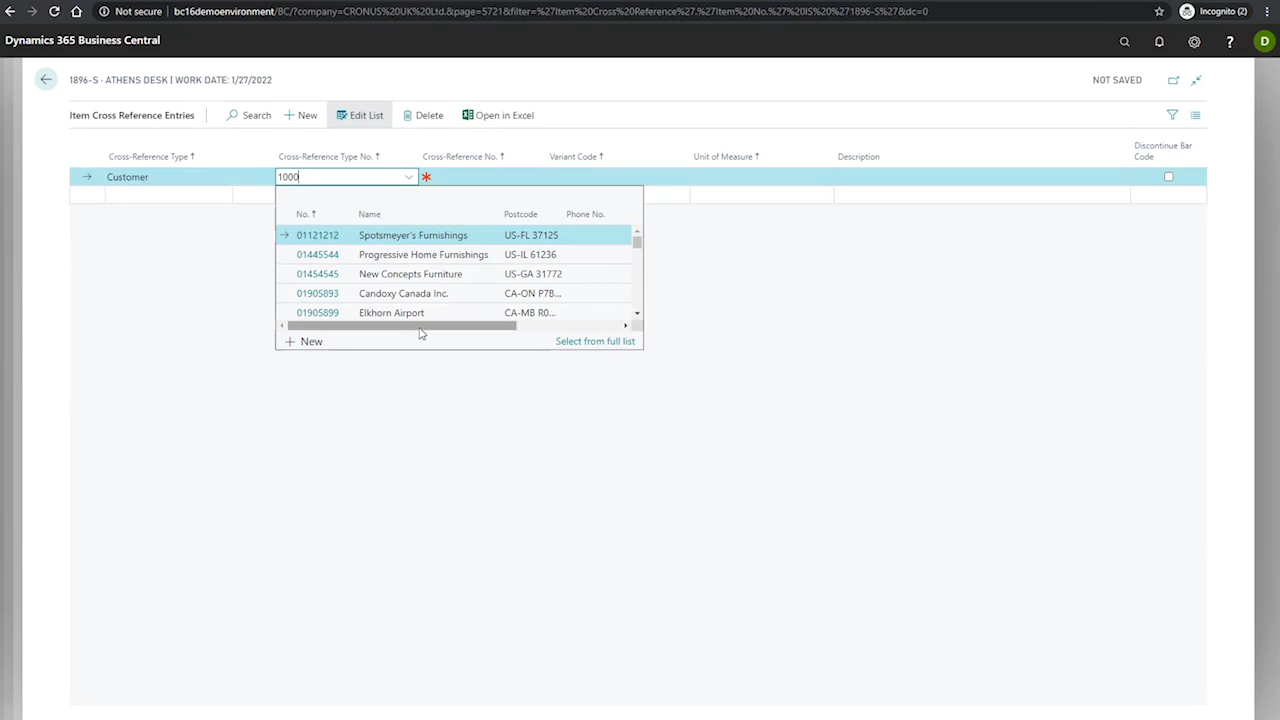 Not secure | bc16demoenvironment/BC/?company=CRONUS%20UK%20Ltd.&page=5721&filter=%27Item%20Cross%20Reference%27.%27Item%20No.%27%20IS%20%271896-S%27&dc=0
Incognito (2)
Dynamics 365 Business Central
?
D
1896-S · ATHENS DESK | WORK DATE: 1/27/2022
NOT SAVED
Item Cross Reference Entries
Search
New
Edit List
Delete
Open in Excel
Cross-Reference Type ↑
Cross-Reference Type No. ↑
Cross-Reference No. ↑
Variant Code ↑
Unit of Measure ↑
Description
Discontinue Bar
Code
Customer
1000
No. ↑ Name Postcode Phone No.
01121212 Spotsmeyer's Furnishings US-FL 37125
01445544 Progressive Home Furnishings US-IL 61236
01454545 New Concepts Furniture US-GA 31772
01905893 Candoxy Canada Inc. CA-ON P7B...
01905899 Elkhorn Airport CA-MB R0...
New
Select from full list